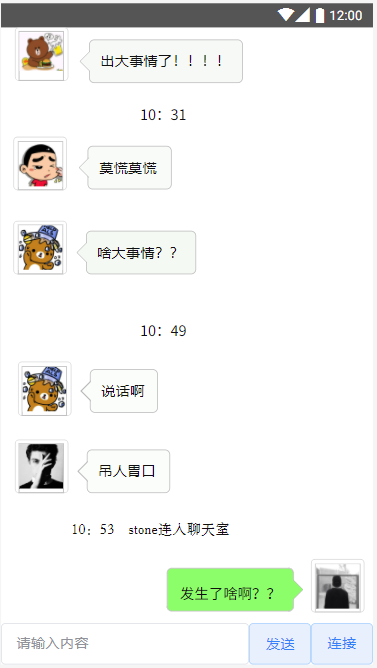 12:00
出大事情了！！！！
10：31
莫慌莫慌
啥大事情？？
10：49
说话啊
吊人胃口
10：53 stone连人聊天室
发生了啥啊？？
请输入内容
发送
连接